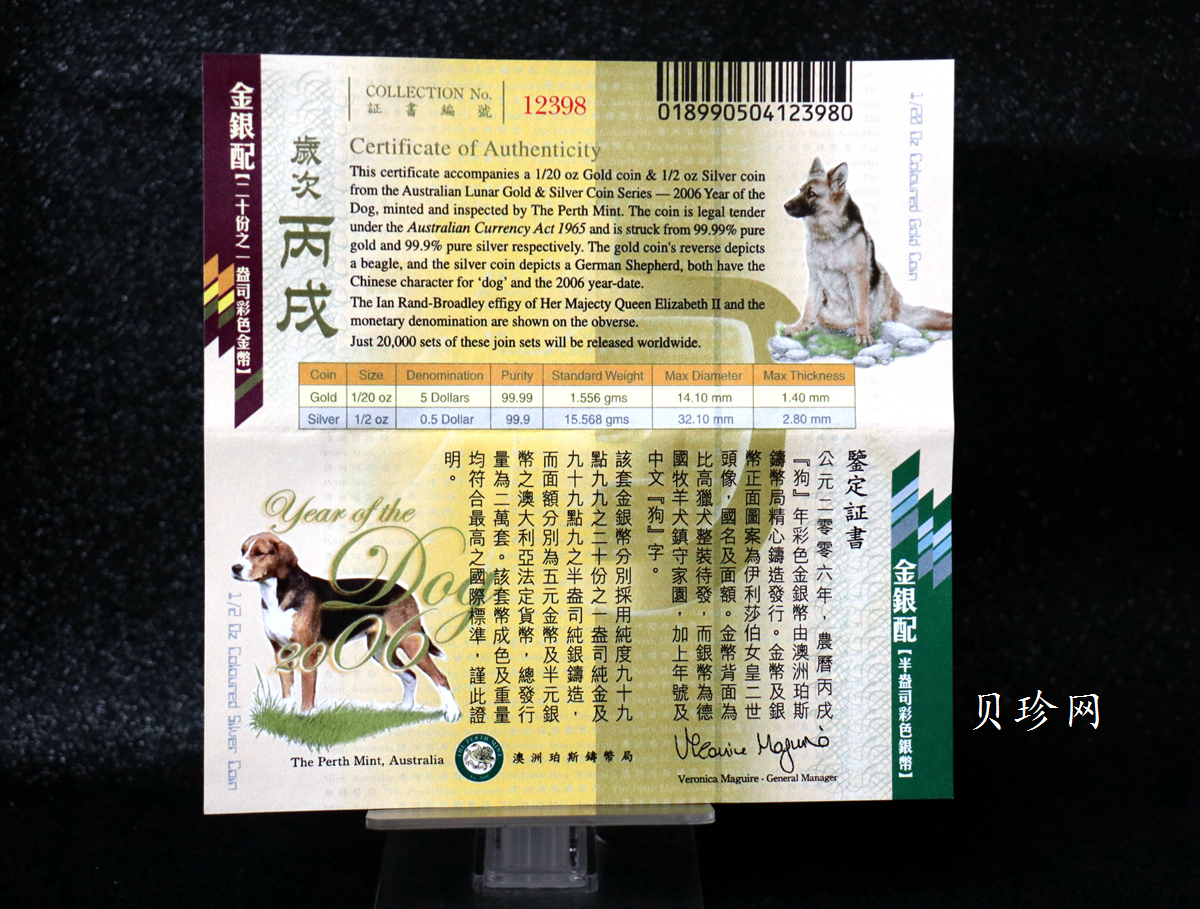 COLLECTION No.
証書編號
12398
018990504123980
金銀配【二十份之一盎司彩色金幣】
歲次丙戌
Certificate of Authenticity
This certificate accompanies a 1/20 oz Gold coin & 1/2 oz Silver coin
from the Australian Lunar Gold & Silver Coin Series — 2006 Year of the
Dog, minted and inspected by The Perth Mint. The coin is legal tender
under the Australian Currency Act 1965 and is struck from 99.99% pure
gold and 99.9% pure silver respectively. The gold coin's reverse depicts
a beagle, and the silver coin depicts a German Shepherd, both have the
Chinese character for ‘dog’ and the 2006 year-date.
The Ian Rand-Broadley effigy of Her Majecty Queen Elizabeth II and the
monetary denomination are shown on the obverse.
Just 20,000 sets of these join sets will be released worldwide.
1/20 Oz Coloured Gold Coin
Coin Size Denomination Purity Standard Weight Max Diameter Max Thickness
Gold 1/20 oz 5 Dollars 99.99 1.556 gms 14.10 mm 1.40 mm
Silver 1/2 oz 0.5 Dollar 99.9 15.568 gms 32.10 mm 2.80 mm
鑒定証書
公元二零零六年，農曆丙戌
『狗』年彩色金銀幣由澳洲珀斯
鑄幣局精心鑄造發行。金幣及銀
幣正面圖案為伊利莎伯女皇二世
頭像，國名及面額。金幣背面為
比高獵犬整裝待發，而銀幣為德
國牧羊犬鎮守家園，加上年號及
中文『狗』字。
該套金銀幣分別採用純度九十九
點九九之二十份之一盎司純金及
九十九點九之半盎司純銀鑄造，
而面額分別為五元金幣及半元銀
幣之澳大利亞法定貨幣，總發行
量為二萬套。該套幣成色及重量
均符合最高之國際標準，謹此證
明。
Year of the
Dog
2006
1/2 Oz Coloured Silver Coin
金銀配【半盎司彩色銀幣】
The Perth Mint, Australia
THE PERTH MINT
澳洲珀斯鑄幣局
Veronica Maguire - General Manager
贝珍网